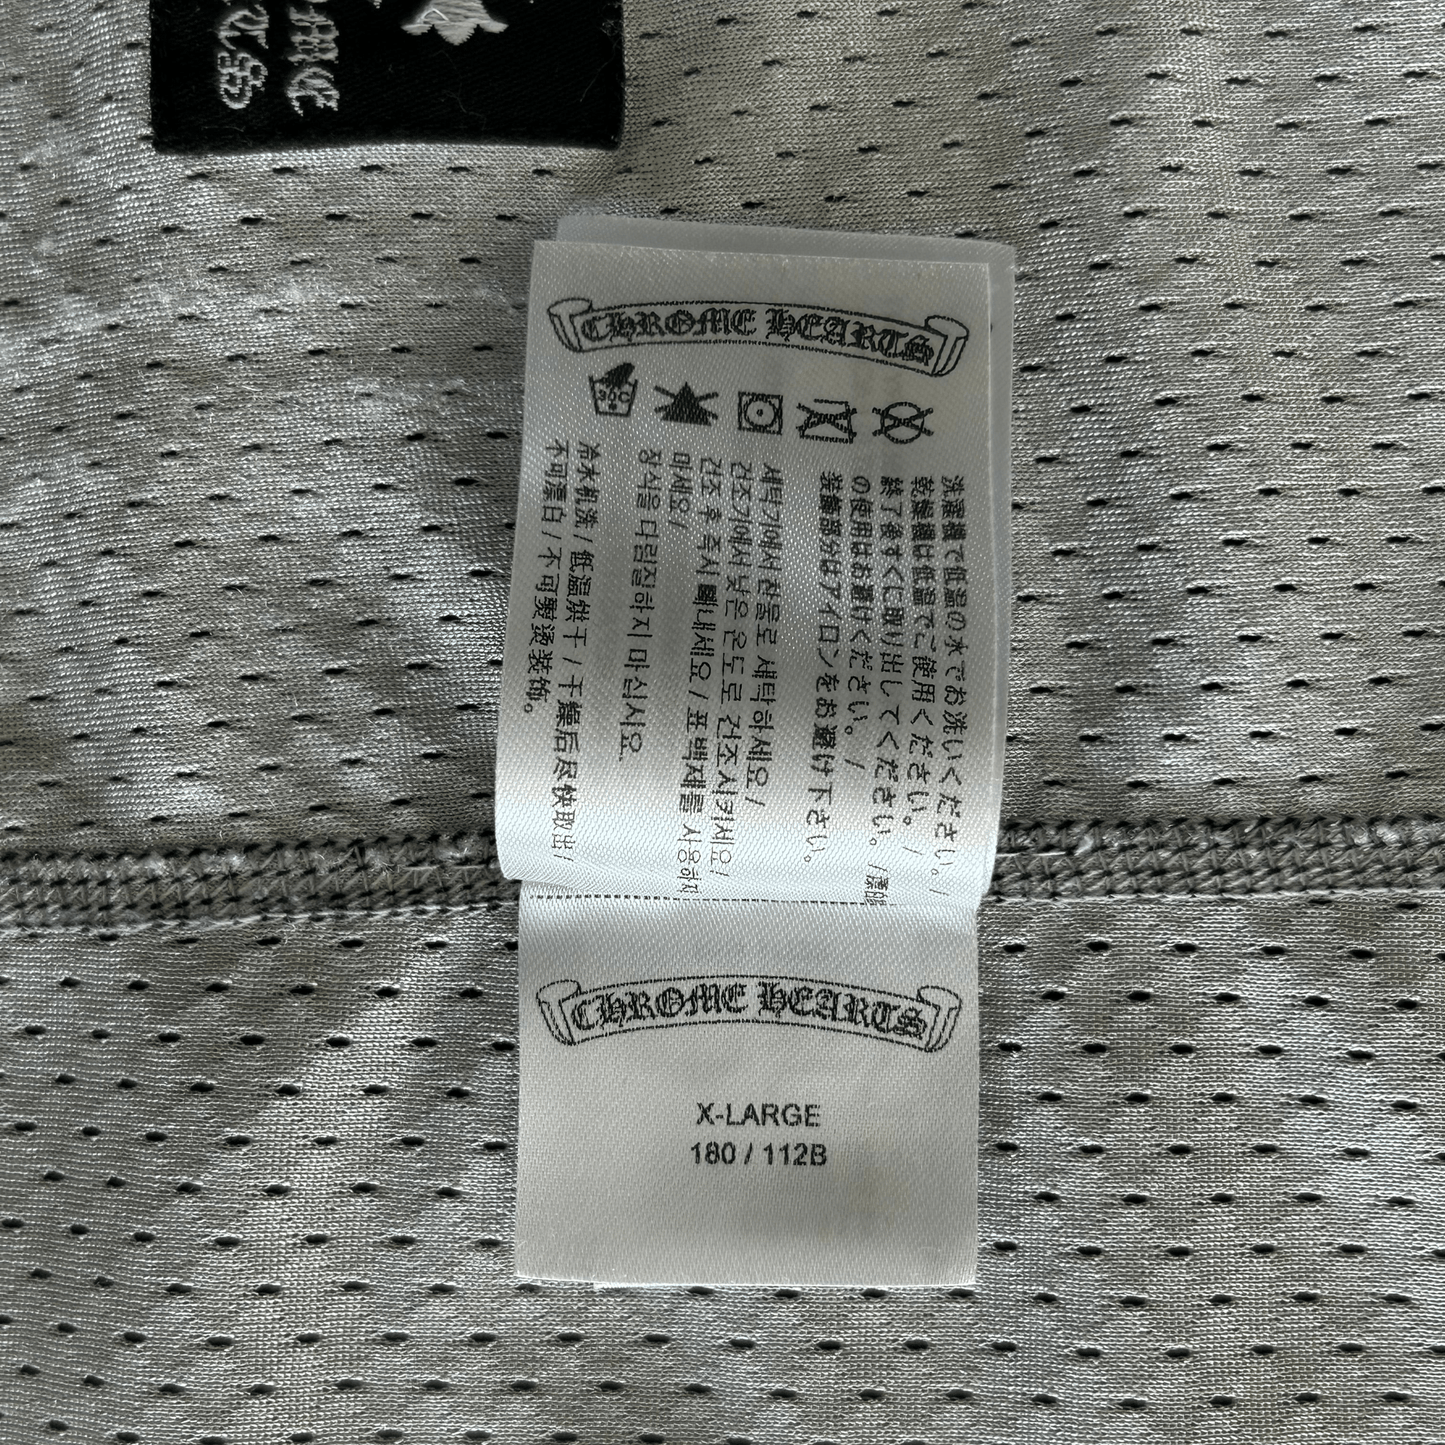 CHROME HEARTS
30C
洗濯機で低温の水でお洗いください。/
乾燥機は低温でご使用ください。/
終了後すぐに取り出してください。/
の使用はお避けください。/
装飾部分はアイロンをお避け下さい。
세탁기에서 찬물로 세탁하세요/
건조기에서 낮은 온도로 건조시키세요/
건조 후 즉시 빼내세요/표백제를 사용하지
마세요/
장식을 다림질하지 마십시오.
冷水机洗/低温烘干/干燥后尽快取出/
不可漂白/不可熨烫装饰。
CHROME HEARTS
X-LARGE
180 / 112B